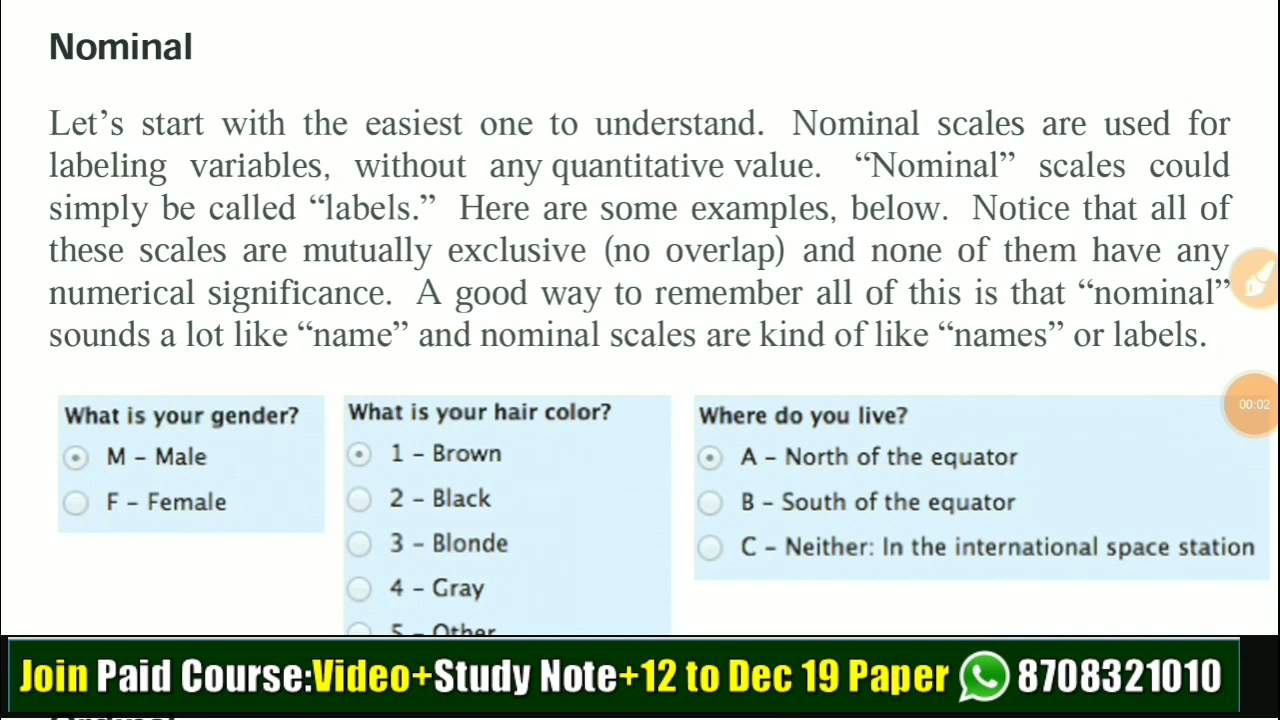 Nominal
Let’s start with the easiest one to understand. Nominal scales are used for
labeling variables, without any quantitative value. “Nominal” scales could
simply be called “labels.” Here are some examples, below. Notice that all of
these scales are mutually exclusive (no overlap) and none of them have any
numerical significance. A good way to remember all of this is that “nominal”
sounds a lot like “name” and nominal scales are kind of like “names” or labels.
00:02
What is your gender?
M – Male
F – Female
What is your hair color?
1 – Brown
2 – Black
3 – Blonde
4 – Gray
5 – Other
Where do you live?
A – North of the equator
B – South of the equator
C – Neither: In the international space station
Join Paid Course:Video+Study Note+12 to Dec 19 Paper 8708321010